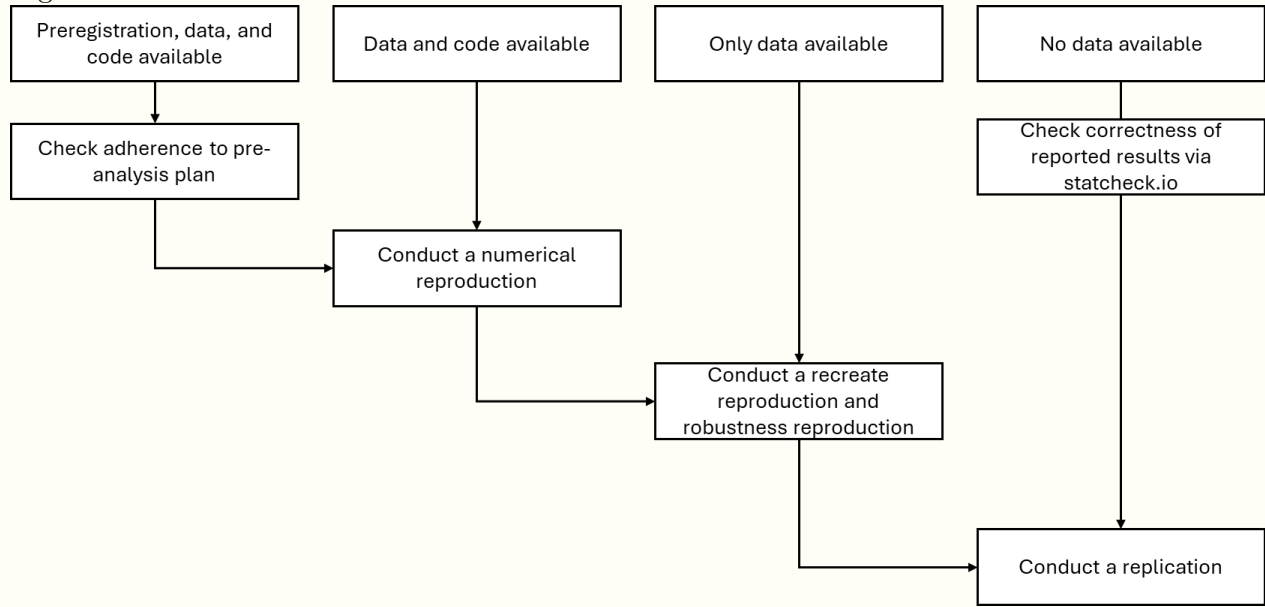 Preregistration, data, and
code available
Data and code available
Only data available
No data available
Check adherence to pre-
analysis plan
Check correctness of
reported results via
statcheck.io
Conduct a numerical
reproduction
Conduct a recreate
reproduction and
robustness reproduction
Conduct a replication